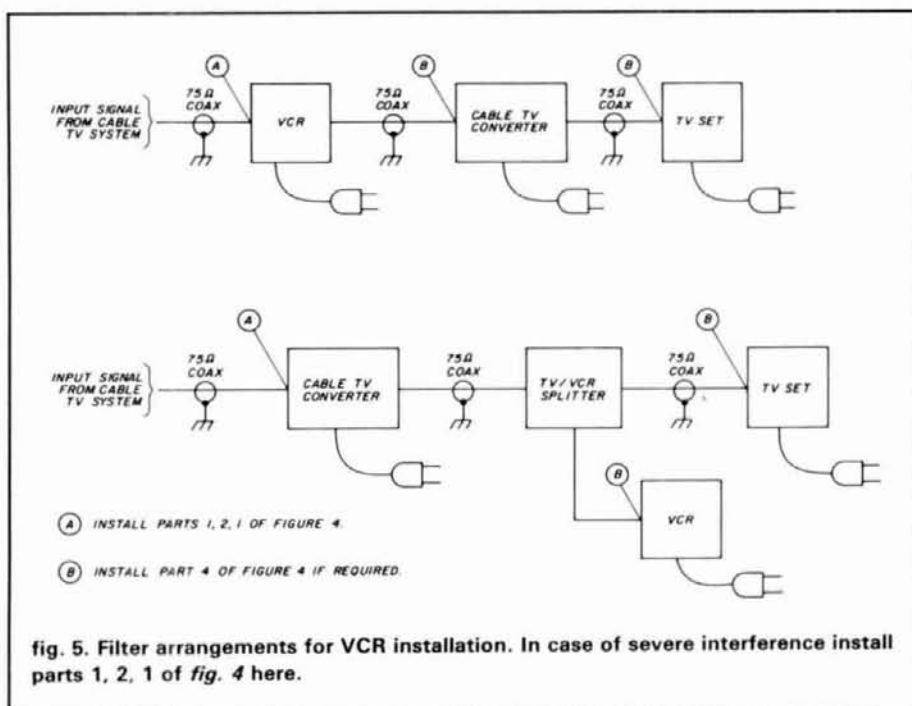 A
B
B
75Ω
COAX
75Ω
COAX
75Ω
COAX
INPUT SIGNAL
FROM CABLE
TV SYSTEM
VCR
CABLE TV
CONVERTER
TV SET
A
B
75Ω
COAX
75Ω
COAX
75Ω
COAX
INPUT SIGNAL
FROM CABLE
TV SYSTEM
CABLE TV
CONVERTER
TV/VCR
SPLITTER
TV SET
B
VCR
A INSTALL PARTS 1, 2, 1 OF FIGURE 4.
B INSTALL PART 4 OF FIGURE 4 IF REQUIRED.
fig. 5. Filter arrangements for VCR installation. In case of severe interference install
parts 1, 2, 1 of fig. 4 here.